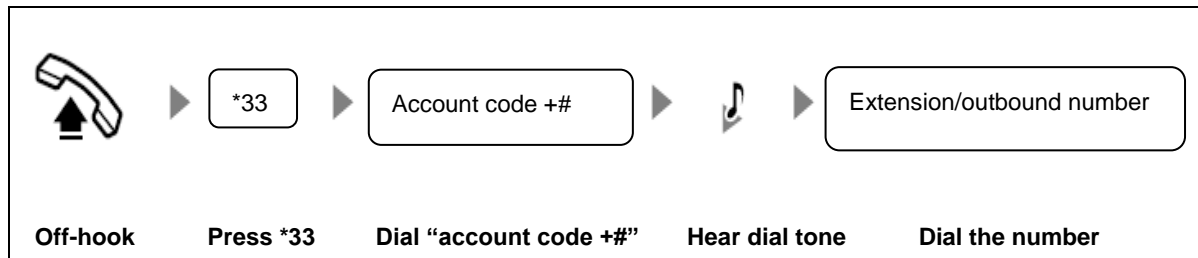 *33
Account code +#
Extension/outbound number
Off-hook Press *33 Dial “account code +#” Hear dial tone Dial the number